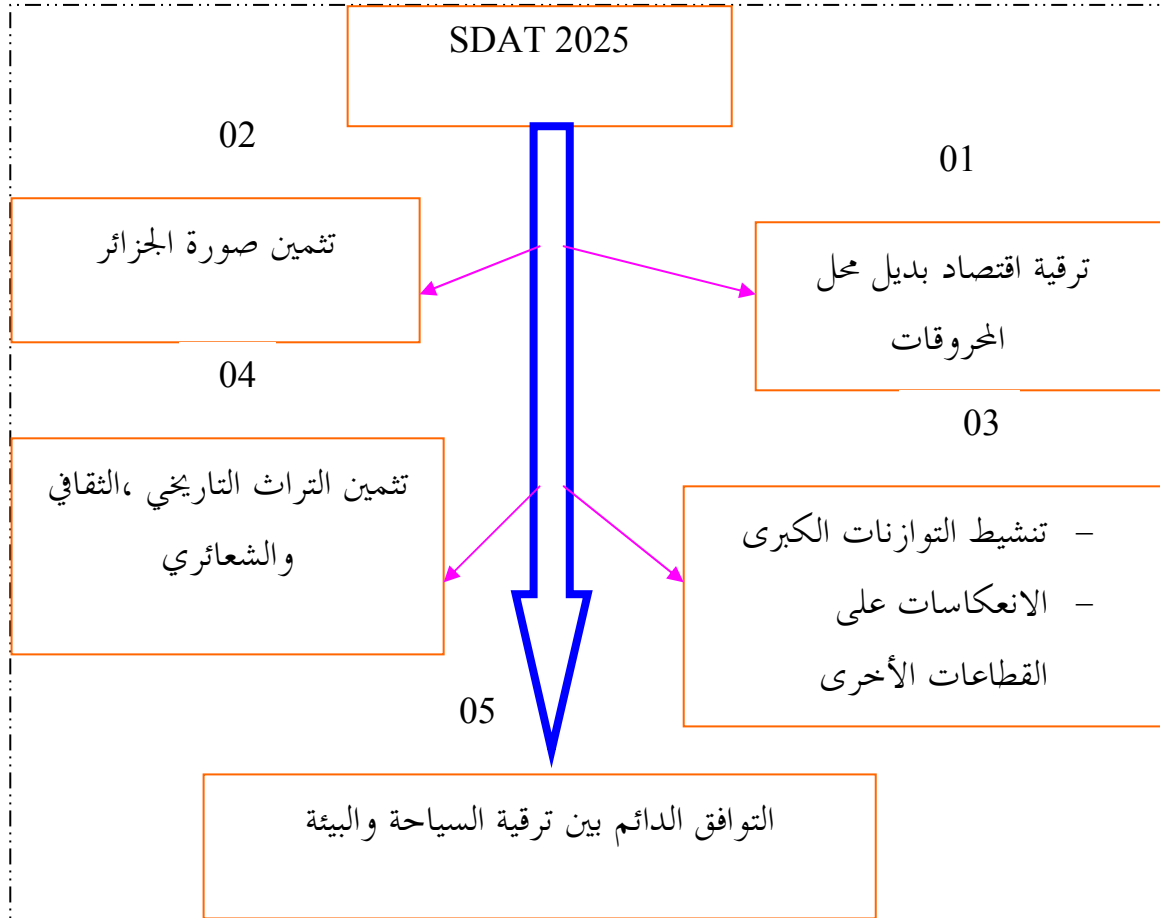 SDAT 2025
01
ترقية اقتصاد بديل محل
المحروقات
02
تثمين صورة الجزائر
03
- تنشيط التوازنات الكبرى
- الانعكاسات على
القطاعات الأخرى
04
تثمين التراث التاريخي ،الثقافي
والشعائري
05
التوافق الدائم بين ترقية السياحة والبيئة